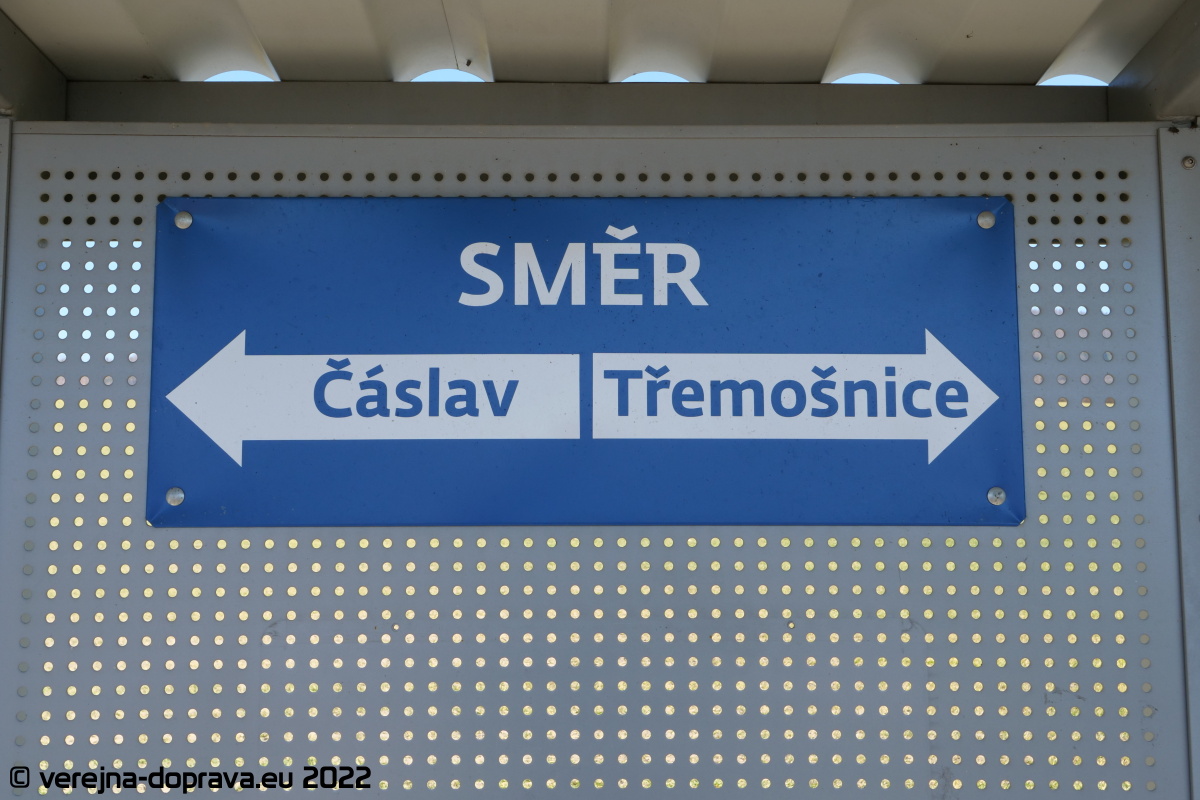 SMĚR
Čáslav
Třemošnice
© verejna-doprava.eu 2022